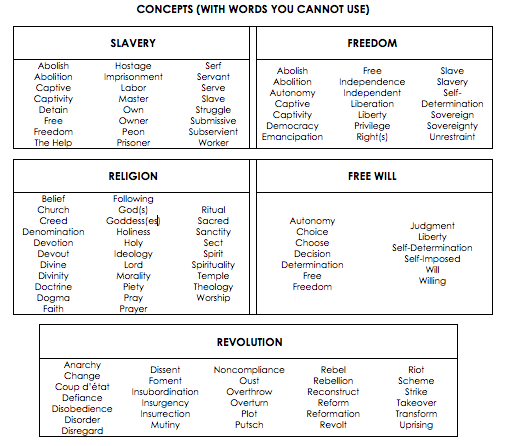 CONCEPTS (WITH WORDS YOU CANNOT USE)
SLAVERY
Abolish
Abolition
Captive
Captivity
Detain
Free
Freedom
The Help
Hostage
Imprisonment
Labor
Master
Own
Owner
Peon
Prisoner
Serf
Servant
Serve
Slave
Struggle
Submissive
Subservient
Worker
FREEDOM
Abolish
Abolition
Autonomy
Captive
Captivity
Democracy
Emancipation
Free
Independence
Independent
Liberation
Liberty
Privilege
Right(s)
Slave
Slavery
Self-
Determination
Sovereign
Sovereignty
Unrestraint
RELIGION
Belief
Church
Creed
Denomination
Devotion
Devout
Divine
Divinity
Doctrine
Dogma
Faith
Following
God(s)
Goddess(es)
Holiness
Holy
Ideology
Lord
Morality
Piety
Pray
Prayer
Ritual
Sacred
Sanctity
Sect
Spirit
Spirituality
Temple
Theology
Worship
FREE WILL
Autonomy
Choice
Choose
Decision
Determination
Free
Freedom
Judgment
Liberty
Self-Determination
Self-Imposed
Will
Willing
REVOLUTION
Anarchy
Change
Coup d'état
Defiance
Disobedience
Disorder
Disregard
Dissent
Foment
Insubordination
Insurgency
Insurrection
Mutiny
Noncompliance
Oust
Overthrow
Overturn
Plot
Putsch
Rebel
Rebellion
Reconstruct
Reform
Reformation
Revolt
Riot
Scheme
Strike
Takeover
Transform
Uprising